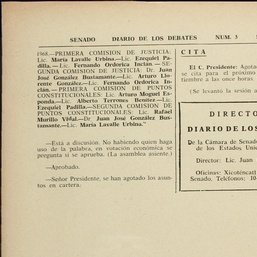 SENADO DIARIO DE LOS DEBATES NUM. 3
1968.—PRIMERA COMISION DE JUSTICIA:
Lic. María Lavalle Urbina—Lic. Ezequiel Pa-
dilla.—Lic. Fernando Ordorica Inclán —SE-
GUNDA COMISION DE JUSTICIA: Dr. Juan
José González Bustamante.—Lic. Arturo Llo-
rente González.—Lic. Fernando Ordorica In-
clán.—PRIMERA COMISION DE PUNTOS
CONSTITUCIONALES: Lic. Arturo Moguel Es-
ponda.—Lic. Alberto Terrones Benítez—Lic.
Ezequiel Padilla—SEGUNDA COMISION DE
PUNTOS CONSTITUCIONALES: Lic. Rafael
Murillo Vidal.—Dr. Juan José González Bus-
tamante.—Lic. María Lavalle Urbina."
—Está a discusión. No habiendo quien haga
uso de la palabra, en votación económica se
pregunta si se aprueba. (La asamblea asiente.)
—Aprobado.
—Señor Presidente, se han agotado los asun-
tos en cartera.
CITA
El C. Presidente: Agota
se cita para el próximo
tiembre a las once horas.
(Se levantó la sesión a
DIRECTO
DIARIO DE LOS
De la Cámara de Senado
de los Estados Unid
Director: Lic. Juan
Oficinas: Xicoténcatl
Senado, Teléfonos: 10